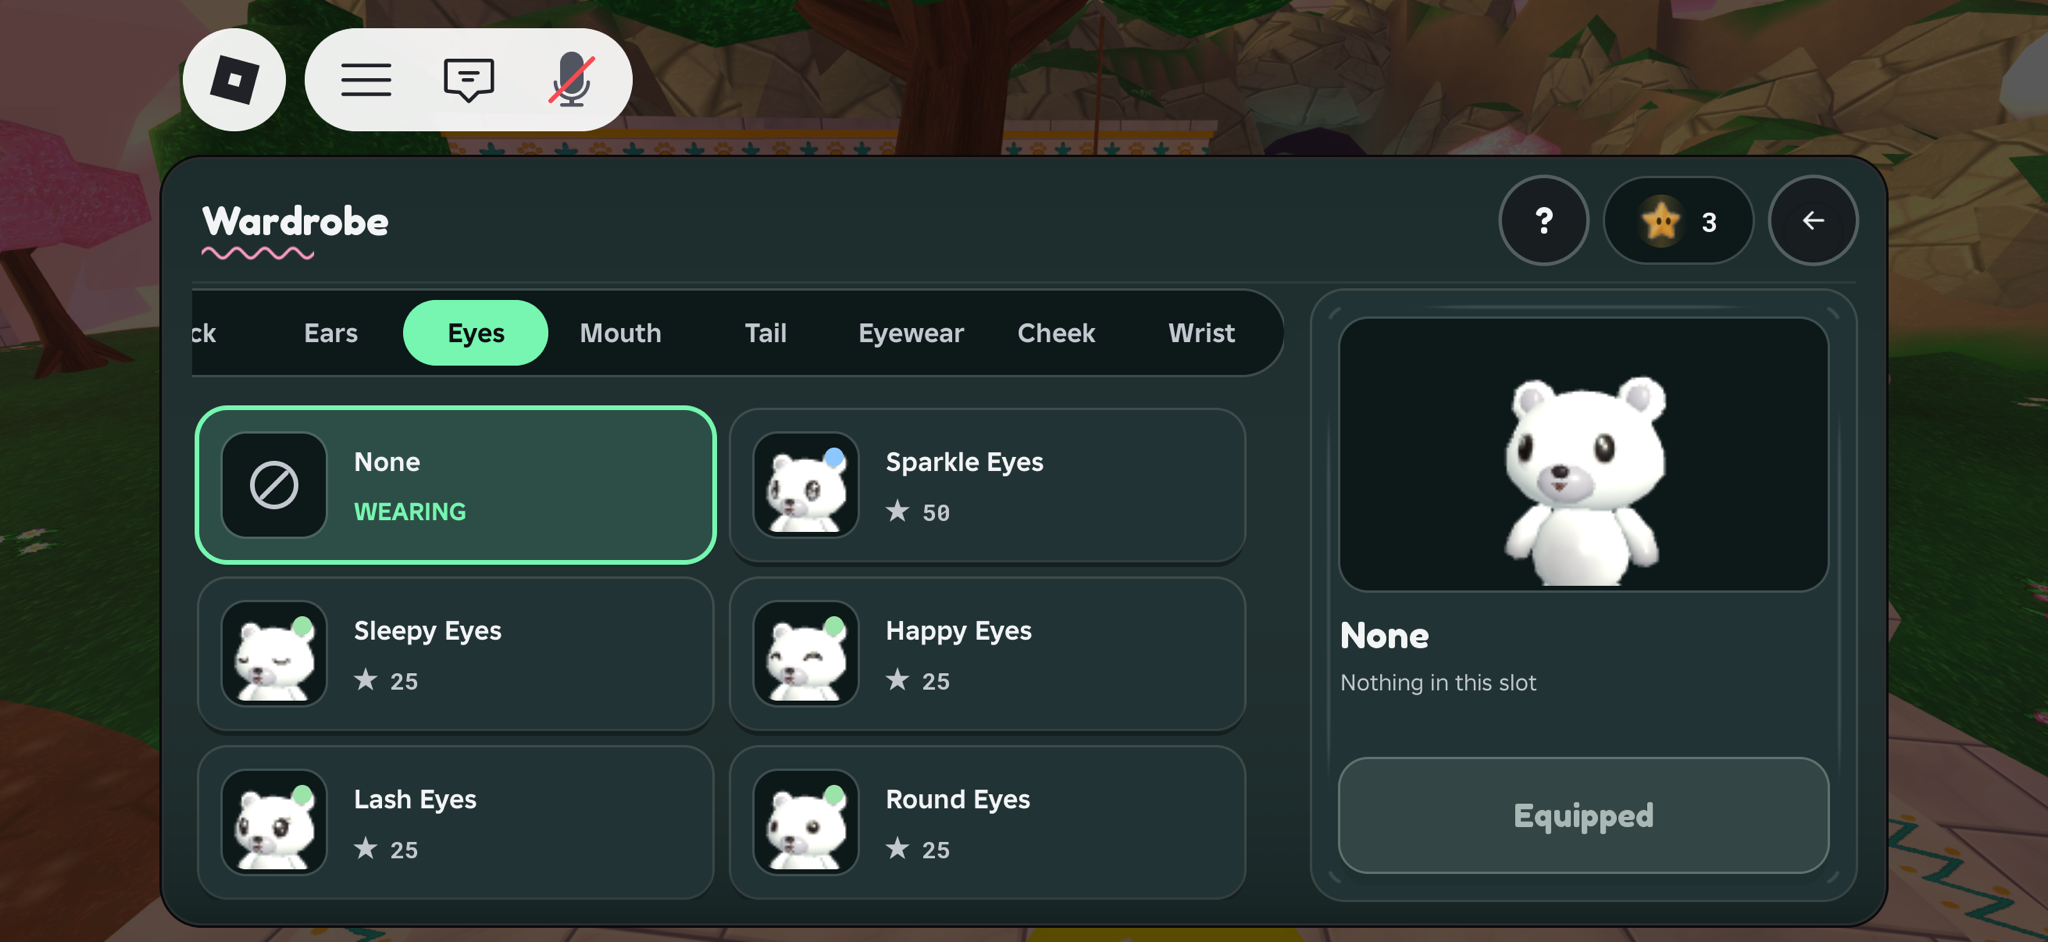 Wardrobe
?
3
ck
Ears
Eyes
Mouth
Tail
Eyewear
Cheek
Wrist
None
WEARING
Sparkle Eyes
★ 50
Sleepy Eyes
★ 25
Happy Eyes
★ 25
Lash Eyes
★ 25
Round Eyes
★ 25
None
Nothing in this slot
Equipped